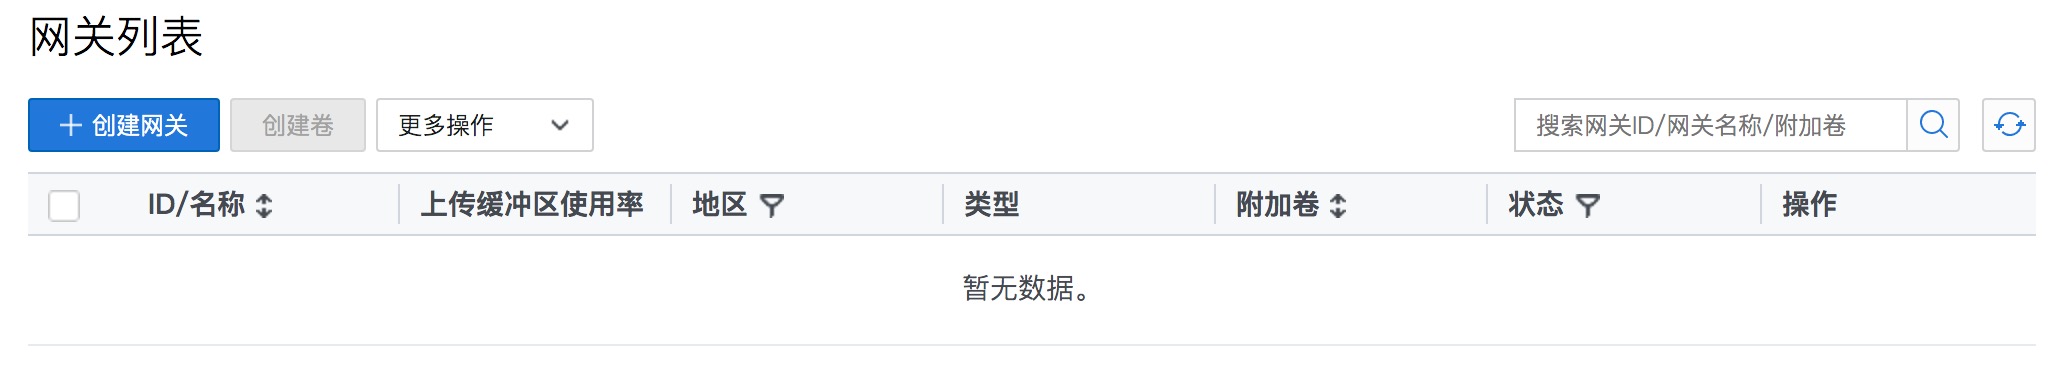 网关列表
创建网关 创建卷 更多操作 搜索网关ID/网关名称/附加卷
ID/名称 上传缓冲区使用率 地区 类型 附加卷 状态 操作
暂无数据。